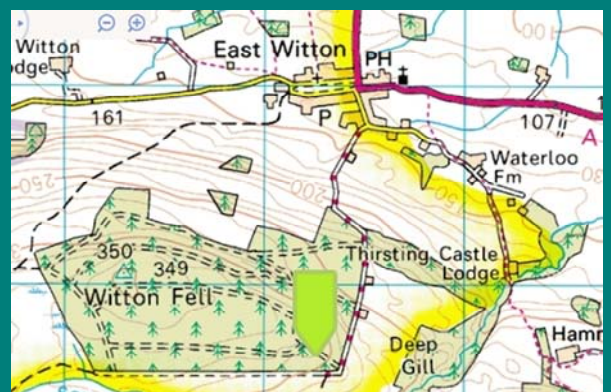 Witton
odge
East Witton
PH
161
P
107
1
A
Waterloo
Fm
250
200
150
350
349
Witton Fell
Thirsting Castle
Lodge
Deep
Gill
Hamr